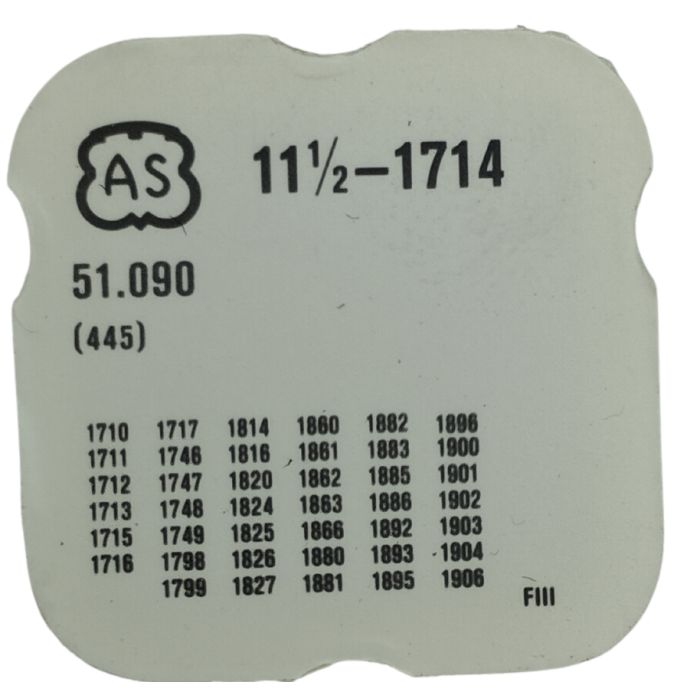 AS 11½–1714
51.090
(445)
1710 1717 1814 1860 1882 1896
1711 1746 1816 1861 1883 1900
1712 1747 1820 1862 1885 1901
1713 1748 1824 1863 1886 1902
1715 1749 1825 1866 1892 1903
1716 1798 1826 1880 1893 1904
1799 1827 1881 1895 1906
FIII